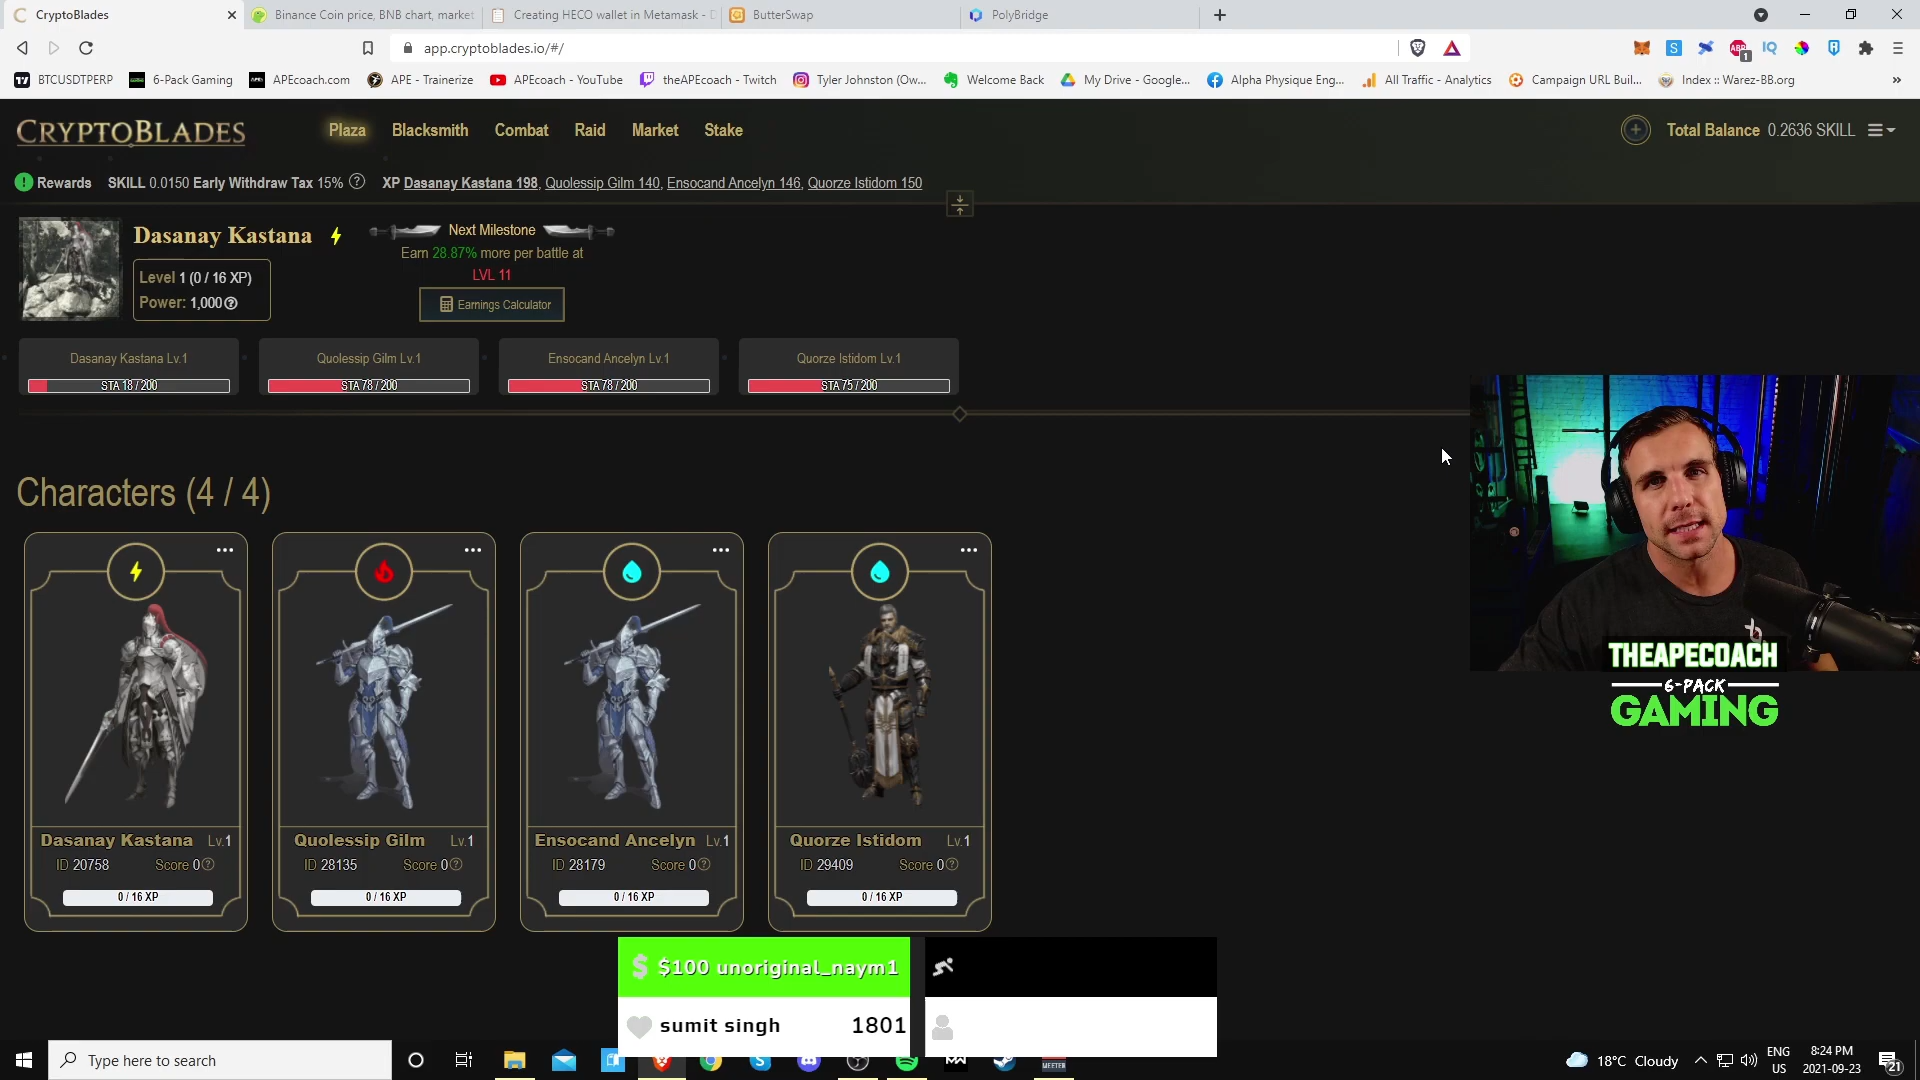 CryptoBlades
Binance Coin price, BNB chart, market
Creating HECO wallet in Metamask - D
ButterSwap
PolyBridge
app.cryptoblades.io/#/
BTCUSDTPERP
6-Pack Gaming
APEcoach.com
APE - Trainerize
APEcoach - YouTube
theAPEcoach - Twitch
Tyler Johnston (Ow...
Welcome Back
My Drive - Google...
Alpha Physique Eng...
All Traffic - Analytics
Campaign URL Buil...
Index :: Warez-BB.org
CRYPTOBLADES
Plaza
Blacksmith
Combat
Raid
Market
Stake
Total Balance 0.2636 SKILL
Rewards SKILL 0.0150 Early Withdraw Tax 15% XP Dasanay Kastana 198, Quolessip Gilm 140, Ensocand Ancelyn 146, Quorze Istidom 150
Dasanay Kastana
Level 1 (0 / 16 XP)
Power: 1,000
Next Milestone
Earn 28.87% more per battle at
LVL 11
Earnings Calculator
Dasanay Kastana Lv.1
STA 18 / 200
Quolessip Gilm Lv.1
STA 78 / 200
Ensocand Ancelyn Lv.1
STA 78 / 200
Quorze Istidom Lv.1
STA 75 / 200
Characters (4 / 4)
Dasanay Kastana Lv.1
ID 20758 Score 0
0 / 16 XP
Quolessip Gilm Lv.1
ID 28135 Score 0
0 / 16 XP
Ensocand Ancelyn Lv.1
ID 28179 Score 0
0 / 16 XP
Quorze Istidom Lv.1
ID 29409 Score 0
0 / 16 XP
THEAPECOACH
6-PACK
GAMING
$100 unoriginal_naym1
sumit singh 1801
Type here to search
18°C Cloudy
ENG
US
8:24 PM
2021-09-23
21